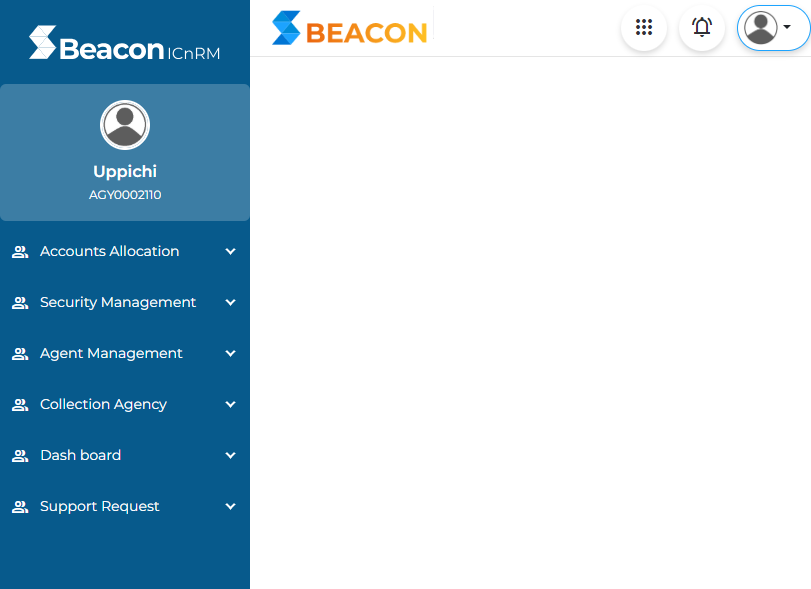 Beacon ICnRM
BEACON
Uppichi
AGY0002110
Accounts Allocation
Security Management
Agent Management
Collection Agency
Dash board
Support Request